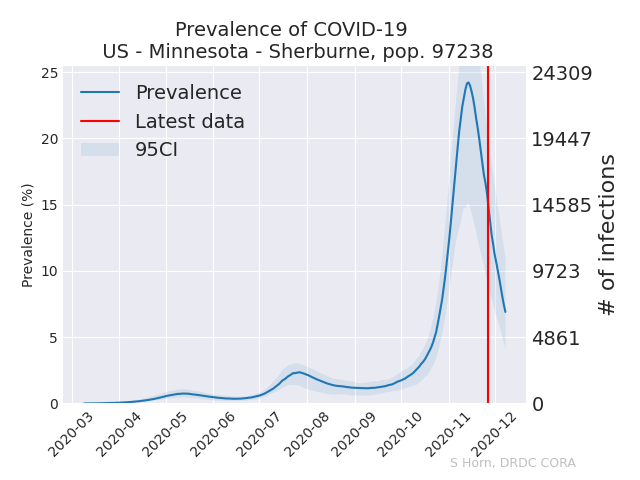 Prevalence of COVID-19
US - Minnesota - Sherburne, pop. 97238
Prevalence
Latest data
95CI
Prevalence (%)
25
20
15
10
5
0
24309
19447
14585
9723
4861
0
# of infections
2020-03
2020-04
2020-05
2020-06
2020-07
2020-08
2020-09
2020-10
2020-11
2020-12
S Horn, DRDC CORA